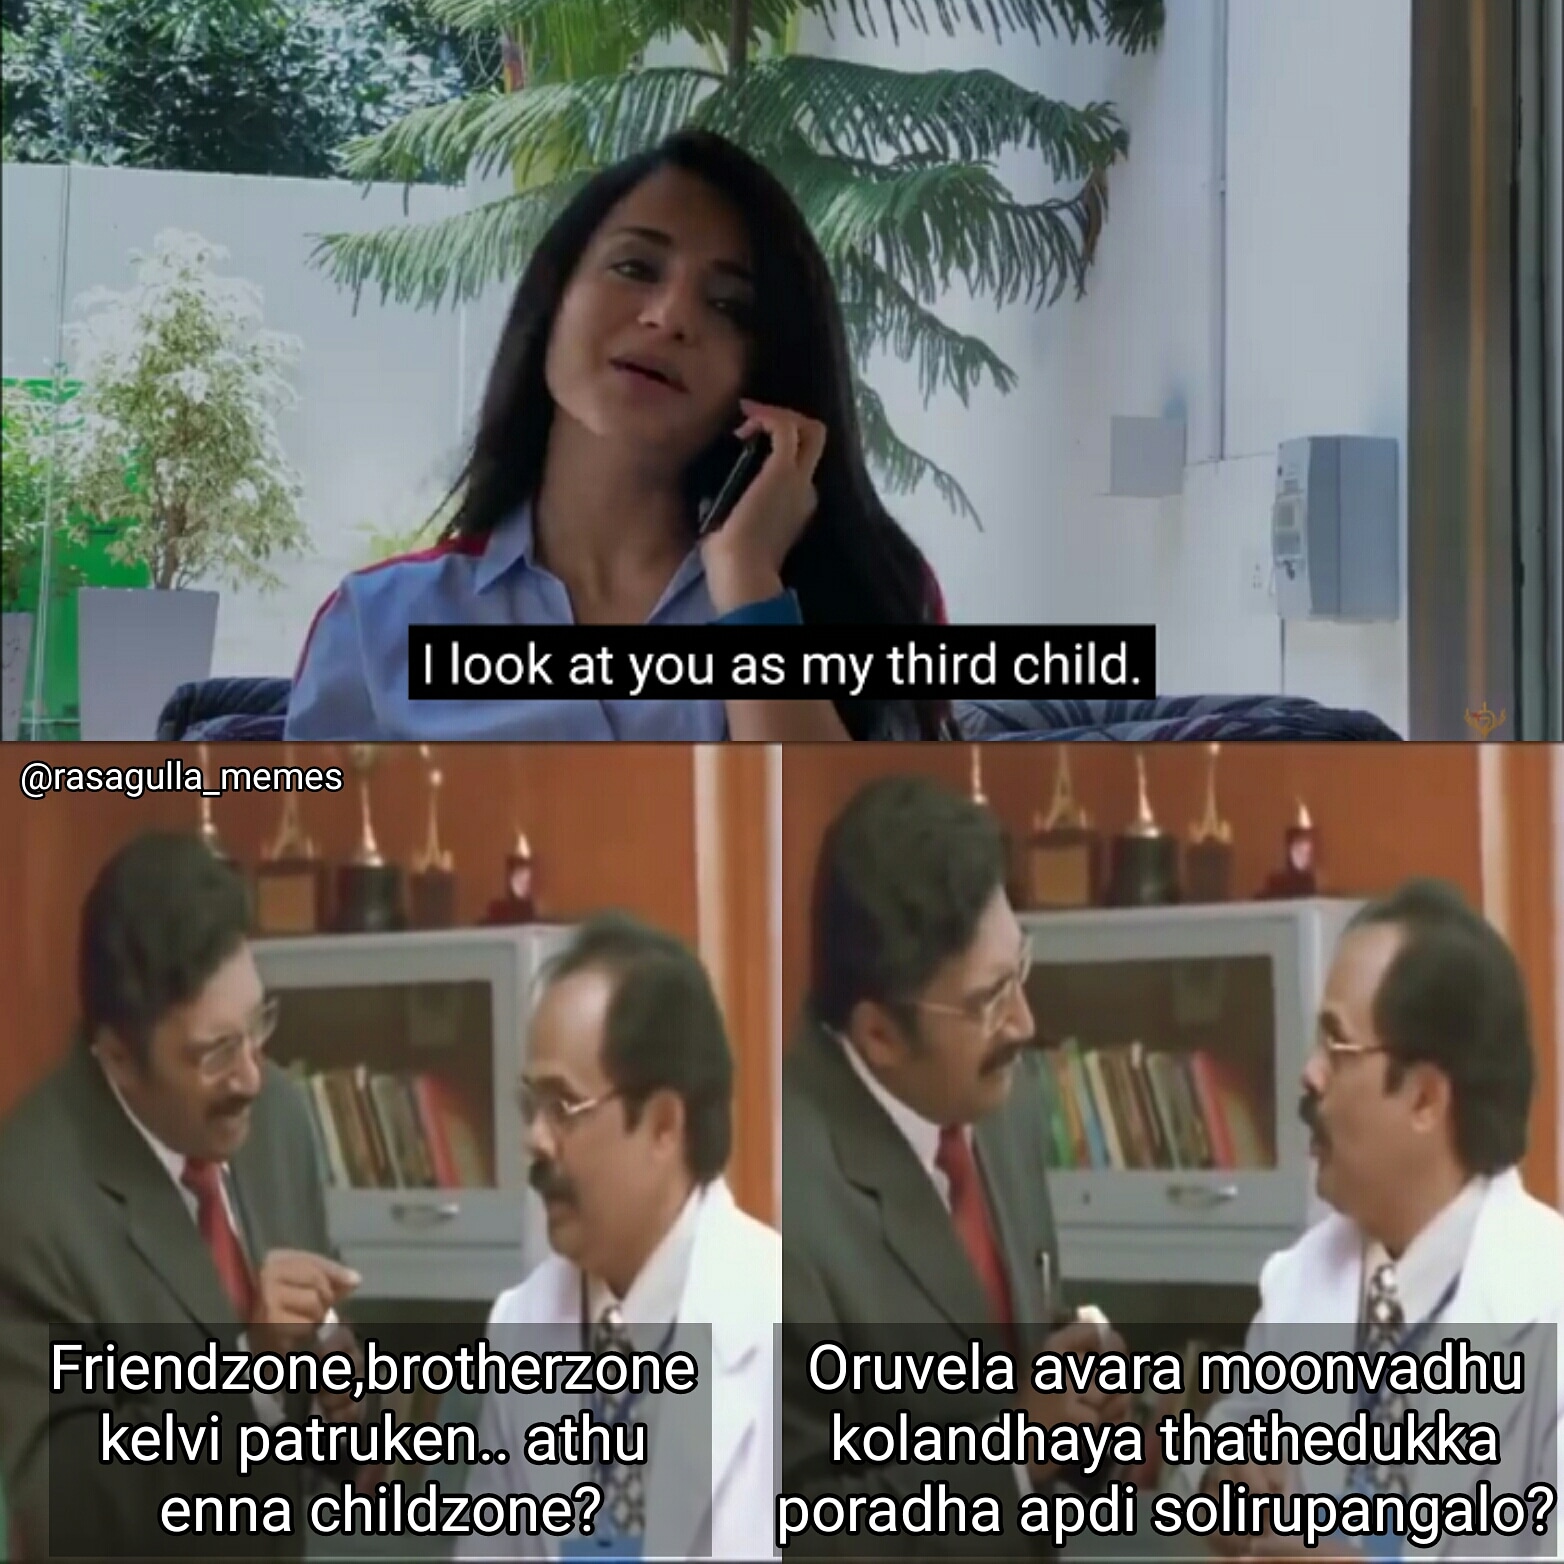 I look at you as my third child.
@rasagulla_memes
Friendzone,brotherzone
kelvi patruken.. athu
enna childzone?
Oruvela avara moonvadhu
kolandhaya thathedukka
poradha apdi solirupangalo?